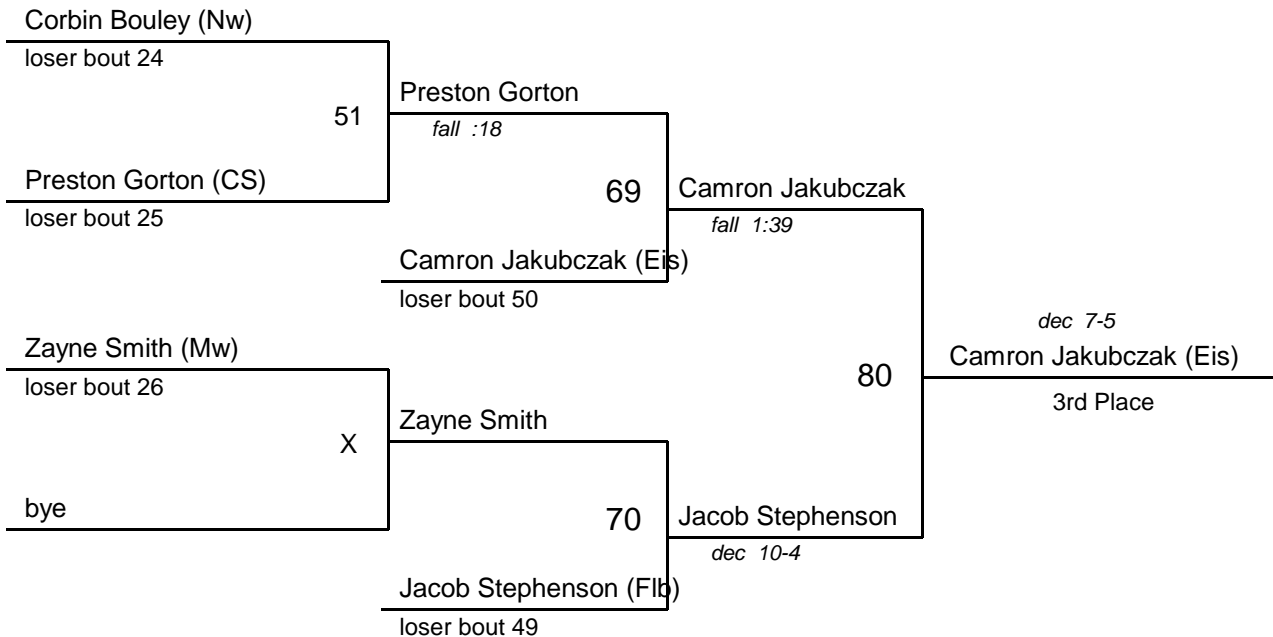 Corbin Bouley (Nw)
loser bout 24
51
Preston Gorton
fall :18
Preston Gorton (CS)
loser bout 25
69
Camron Jakubczak
fall 1:39
Camron Jakubczak (Eis)
loser bout 50
Zayne Smith (Mw)
loser bout 26
80
dec 7-5
Camron Jakubczak (Eis)
3rd Place
X
Zayne Smith
bye
70
Jacob Stephenson
dec 10-4
Jacob Stephenson (Flb)
loser bout 49